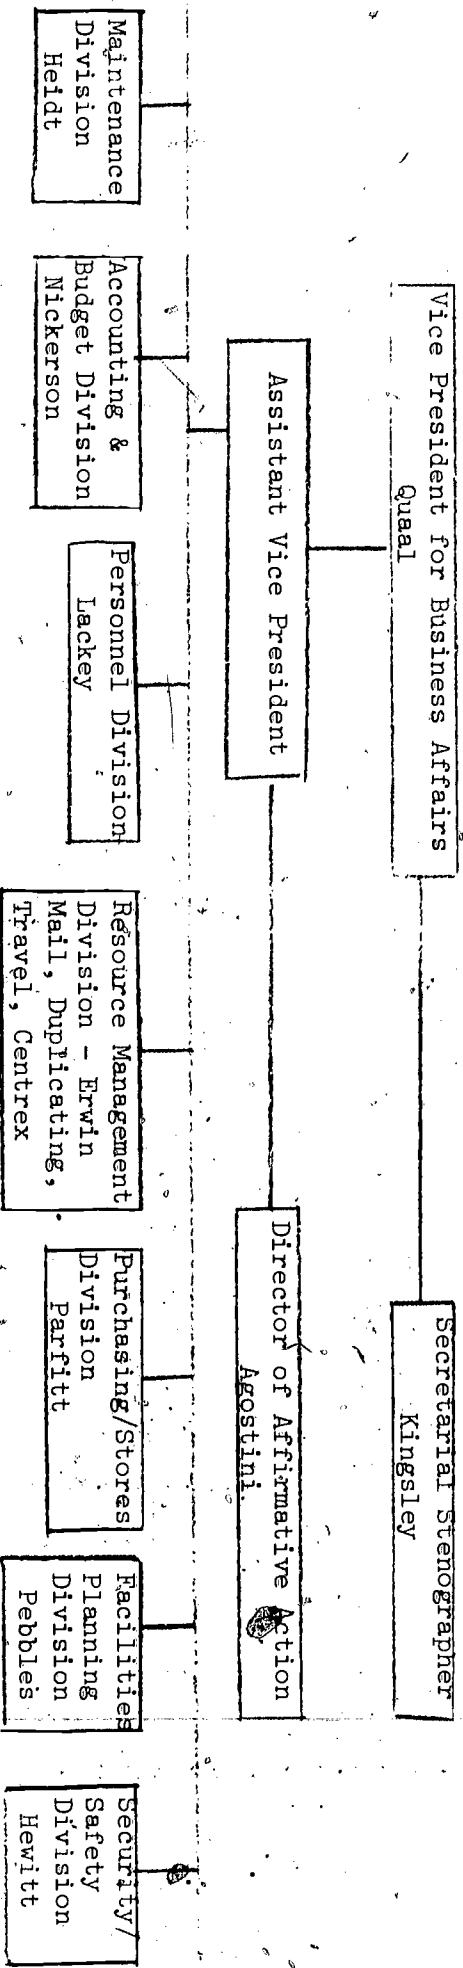 Vice President for Business Affairs
Quaal
Secretarial Stenographer
Kingsley
Assistant Vice President
Director of Affirmative Action
Agostini
Maintenance
Division
Heidt
Accounting &
Budget Division
Nickerson
Personnel Division
Lackey
Resource Management
Division - Erwin
Mail, Duplicating,
Travel, Centrex
Purchasing/Stores
Division
Parfitt
Facilities
Planning
Division
Pebbles
Security/
Safety
Division
Hewitt